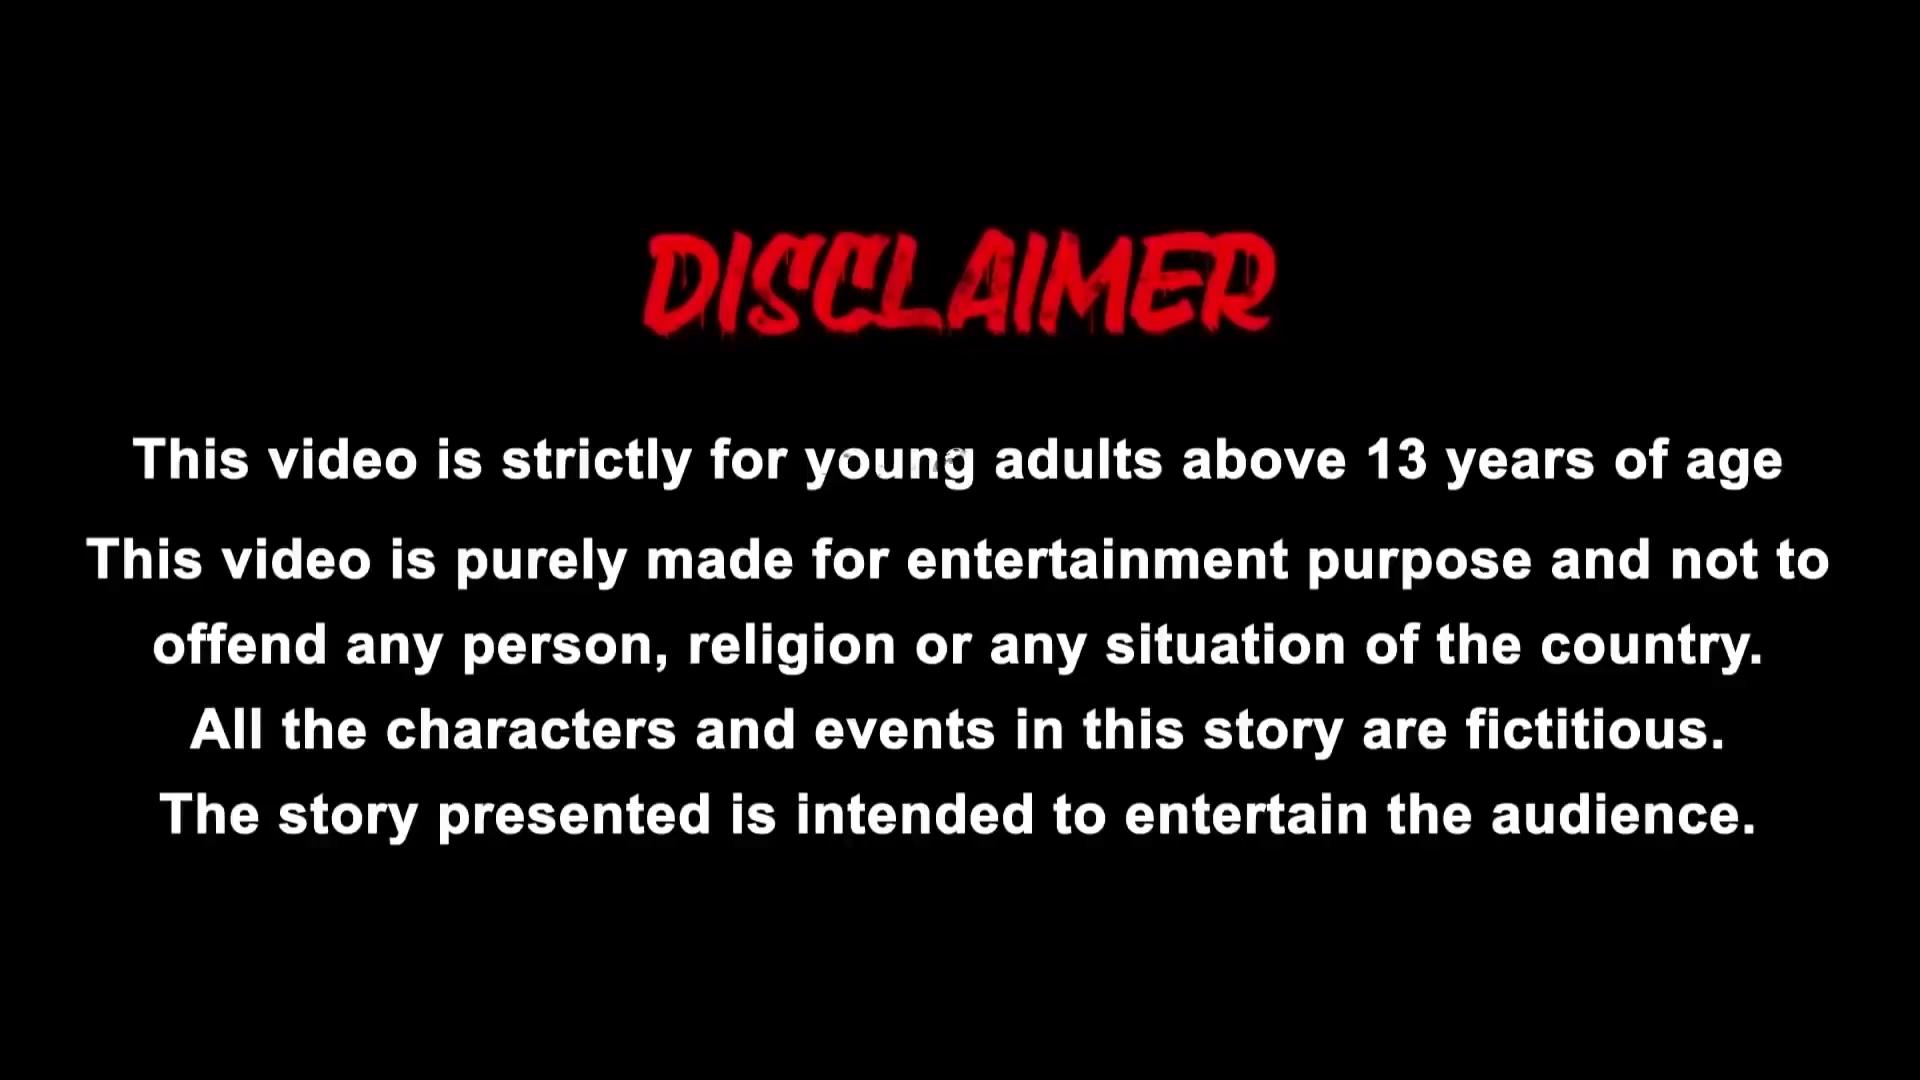 DISCLAIMER
This video is strictly for young adults above 13 years of age
This video is purely made for entertainment purpose and not to
offend any person, religion or any situation of the country.
All the characters and events in this story are fictitious.
The story presented is intended to entertain the audience.